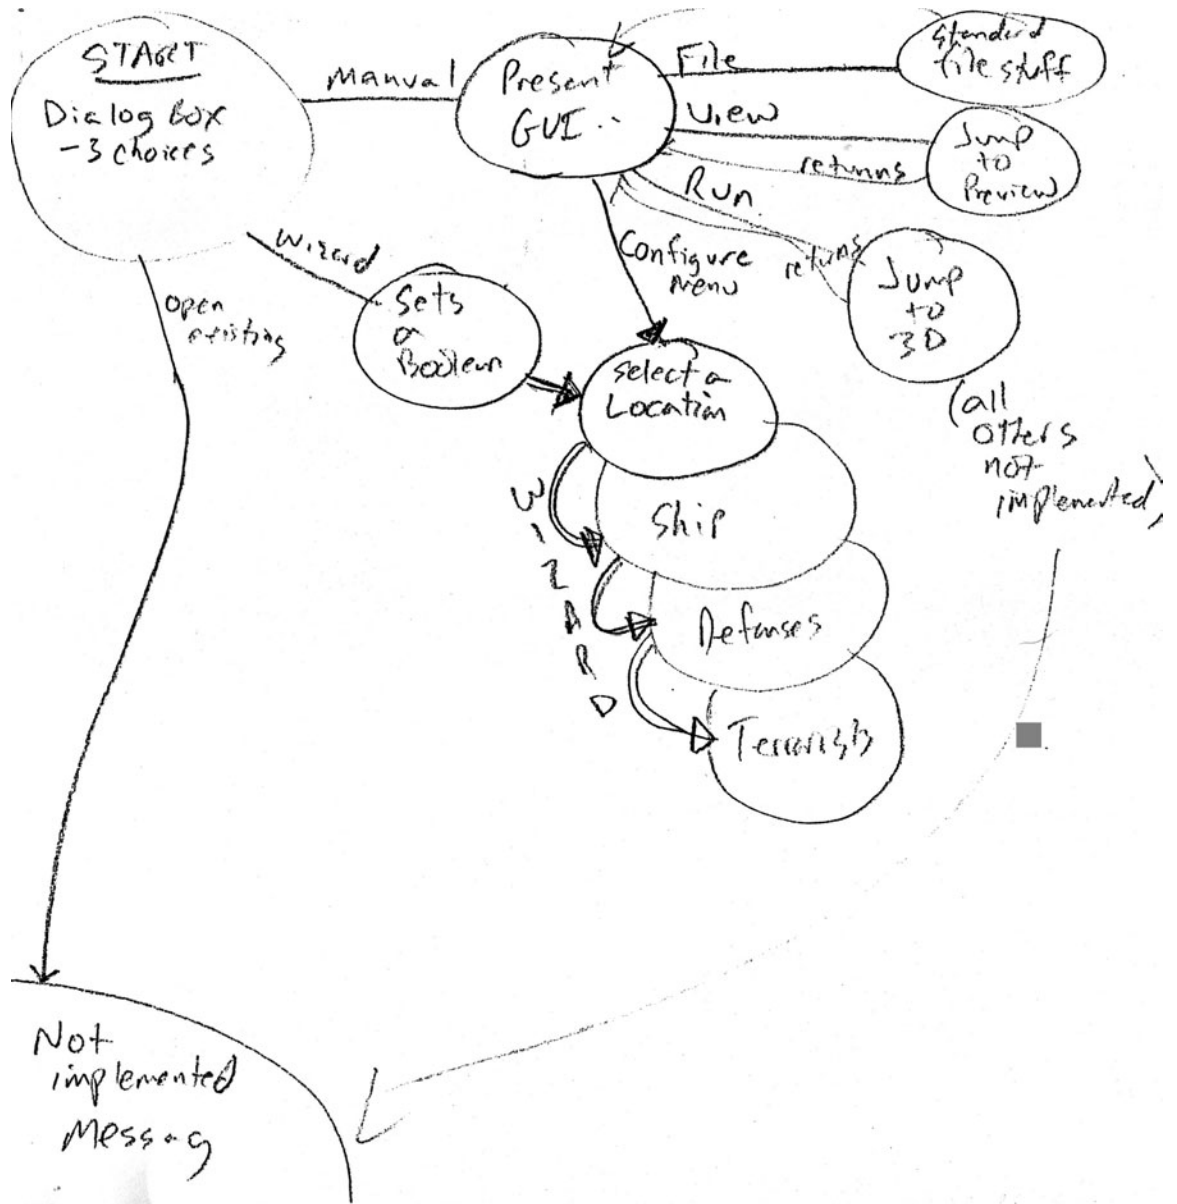 START
Dialog Box
-3 choices
Manual
Present
GUI..
File
Standard
file stuff
View
returns
Jump
to
Preview
Run
returns
Jump
to
3D
(all
others
not
implemented)
Configure
Menu
Wizard
Sets
a
Boolean
open
existing
Select a
Location
Ship
Defenses
Terrorists
WIZARD
Not
implemented
Messag